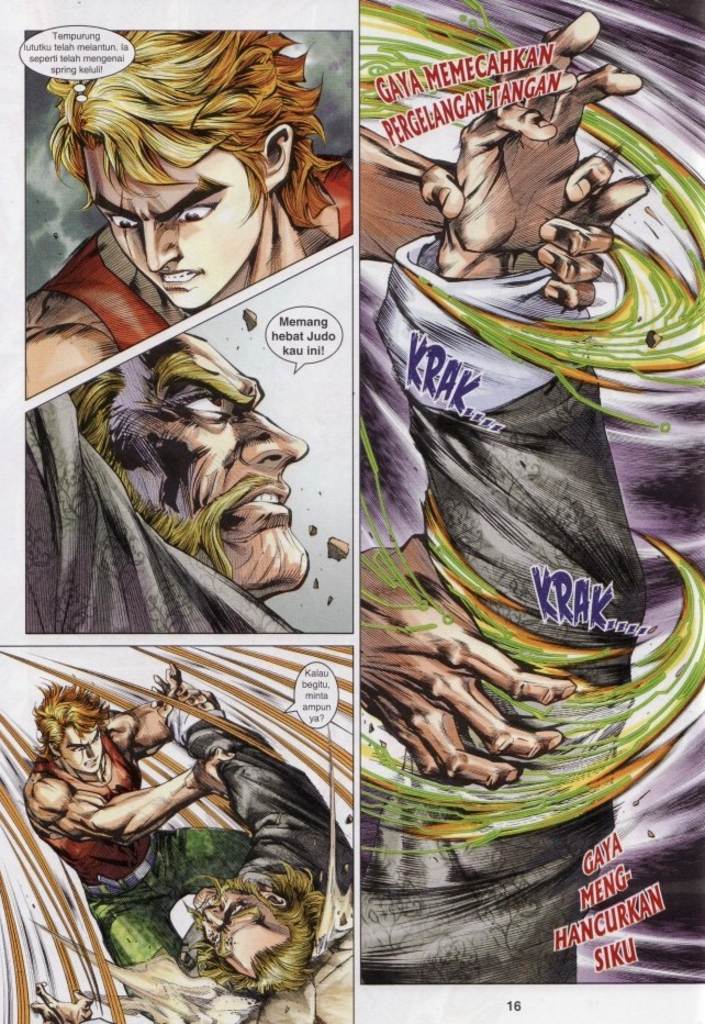 Tempurung
lututku telah melantun. Ia
seperti telah mengenai
spring keluli!
Memang
hebat Judo
kau ini!
Kalau
begitu,
minta
ampun
ya?
GAYA MEMECAHKAN
PERGELANGAN TANGAN
KRAK....
KRAK....
GAYA
MENG-
HANCURKAN
SIKU
16